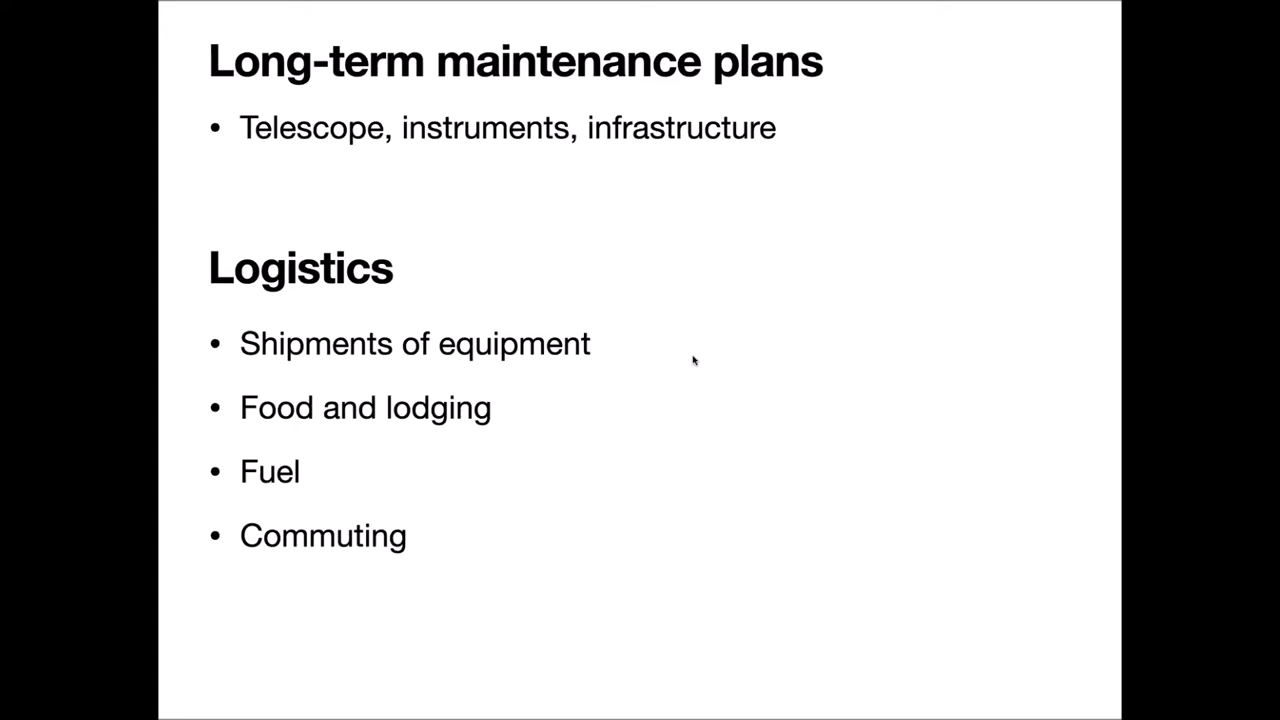 Long-term maintenance plans
• Telescope, instruments, infrastructure
Logistics
• Shipments of equipment
• Food and lodging
• Fuel
• Commuting